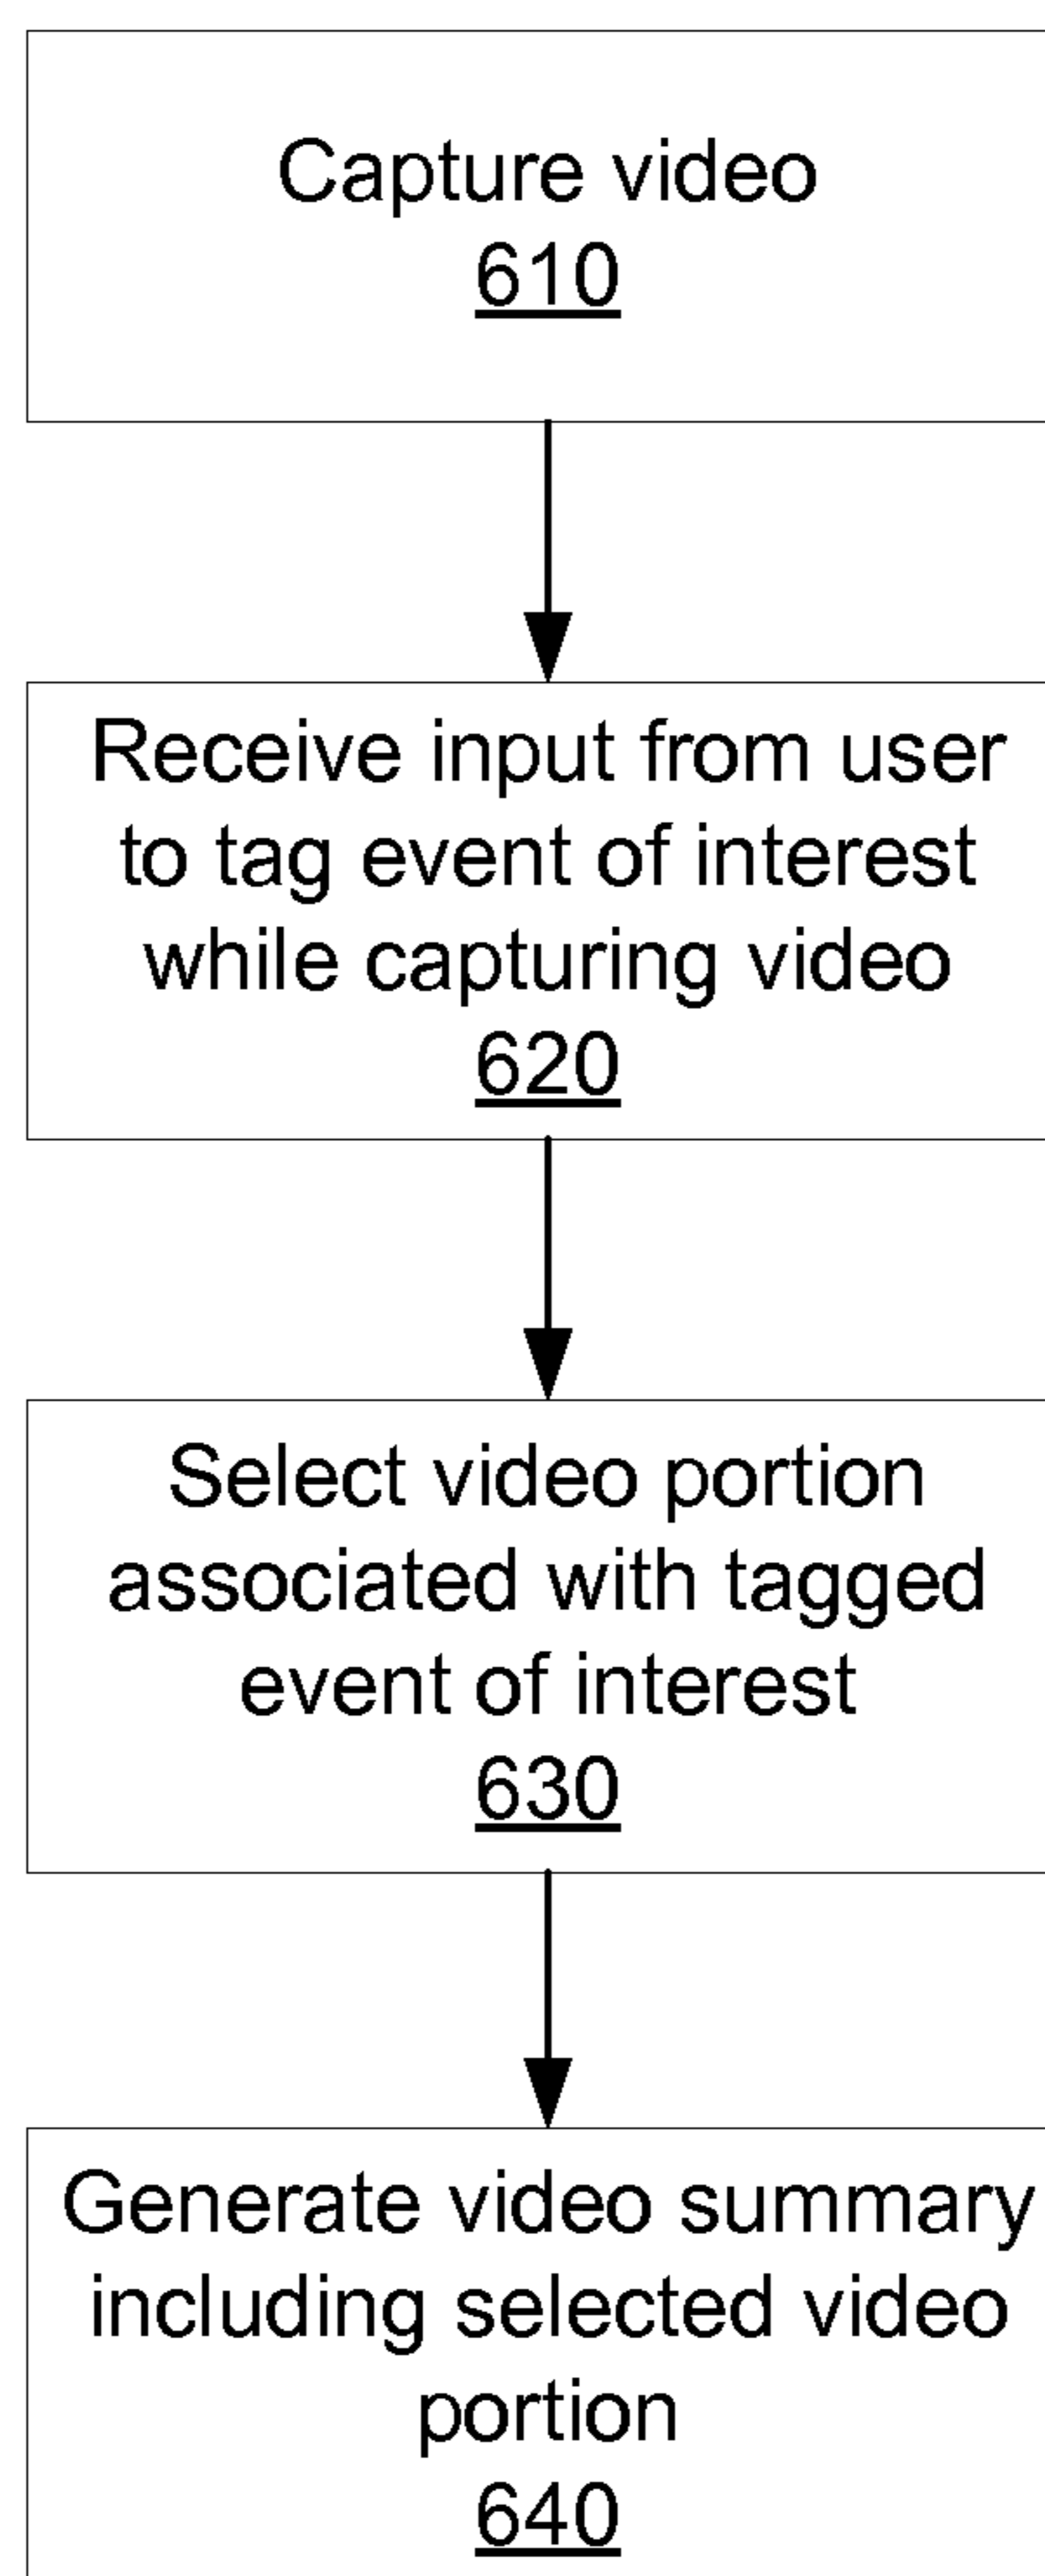 Capture video
610
Receive input from user
to tag event of interest
while capturing video
620
Select video portion
associated with tagged
event of interest
630
Generate video summary
including selected video
portion
640